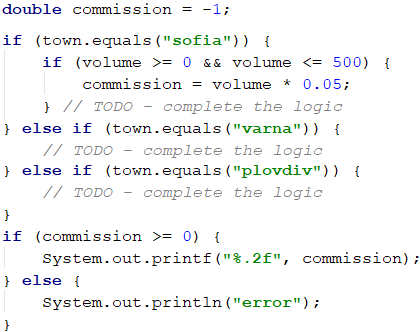 double commission = -1;
if (town.equals("sofia")) {
if (volume >= 0 && volume <= 500) {
commission = volume * 0.05;
} // TODO – complete the logic
} else if (town.equals("varna")) {
// TODO – complete the logic
} else if (town.equals("plovdiv")) {
// TODO – complete the logic
}
if (commission >= 0) {
System.out.printf("%.2f", commission);
} else {
System.out.println("error");
}